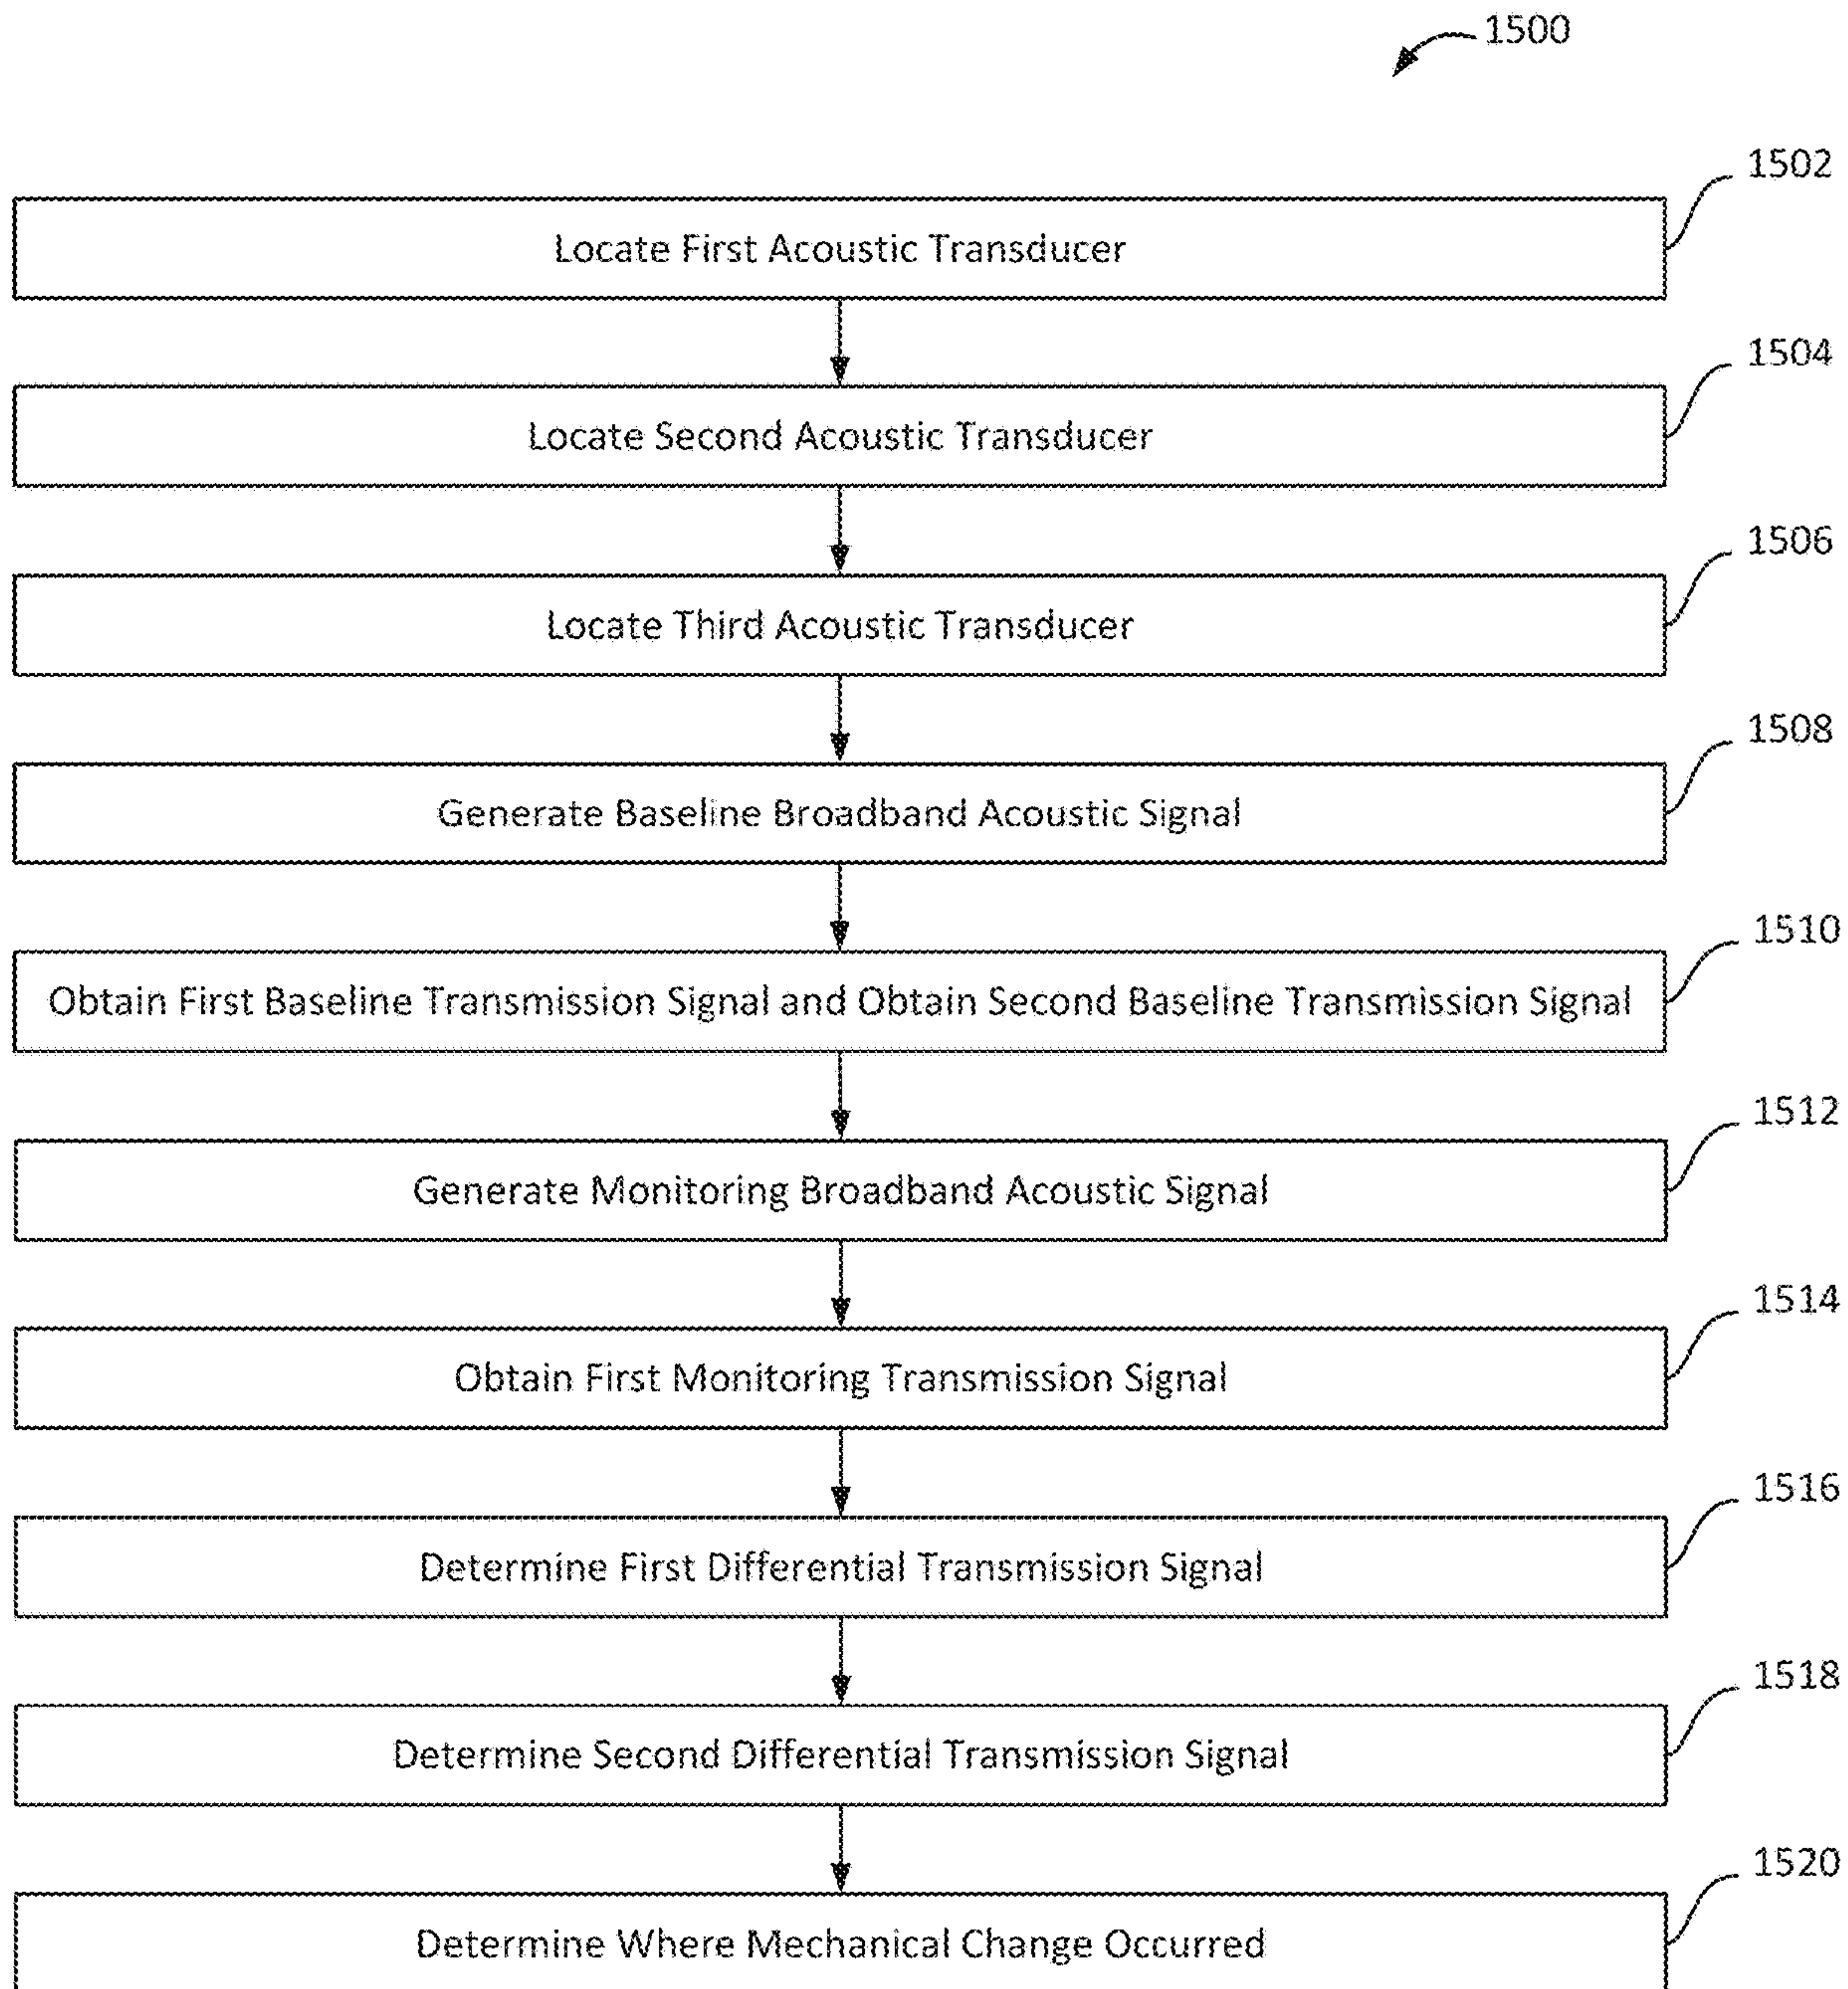 1500
1502
Locate First Acoustic Transducer
1504
Locate Second Acoustic Transducer
1506
Locate Third Acoustic Transducer
1508
Generate Baseline Broadband Acoustic Signal
1510
Obtain First Baseline Transmission Signal and Obtain Second Baseline Transmission Signal
1512
Generate Monitoring Broadband Acoustic Signal
1514
Obtain First Monitoring Transmission Signal
1516
Determine First Differential Transmission Signal
1518
Determine Second Differential Transmission Signal
1520
Determine Where Mechanical Change Occurred